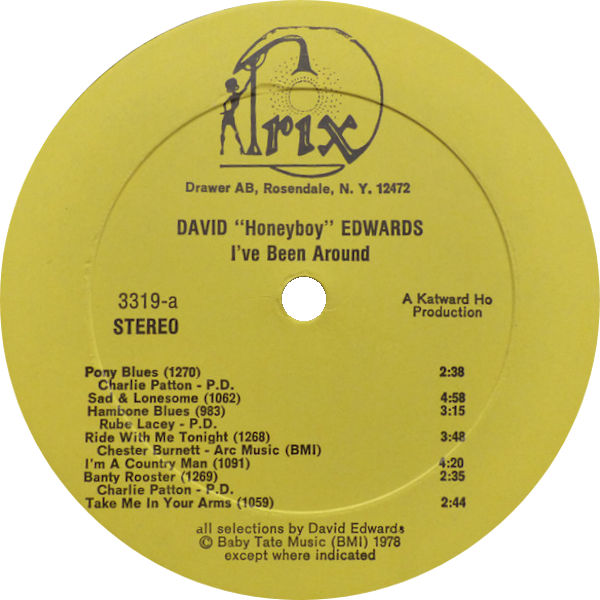 Trix
Drawer AB, Rosendale, N. Y. 12472
DAVID "Honeyboy" EDWARDS
I've Been Around
3319-a
STEREO
A Katward Ho
Production
Pony Blues (1270) 2:38
Charlie Patton - P.D.
Sad & Lonesome (1062) 4:58
Hambone Blues (983) 3:15
Rube Lacey - P.D.
Ride With Me Tonight (1268) 3:48
Chester Burnett - Arc Music (BMI)
I'm A Country Man (1091) 4:20
Banty Rooster (1269) 2:35
Charlie Patton - P.D.
Take Me In Your Arms (1059) 2:44
all selections by David Edwards
© Baby Tate Music (BMI) 1978
except where indicated